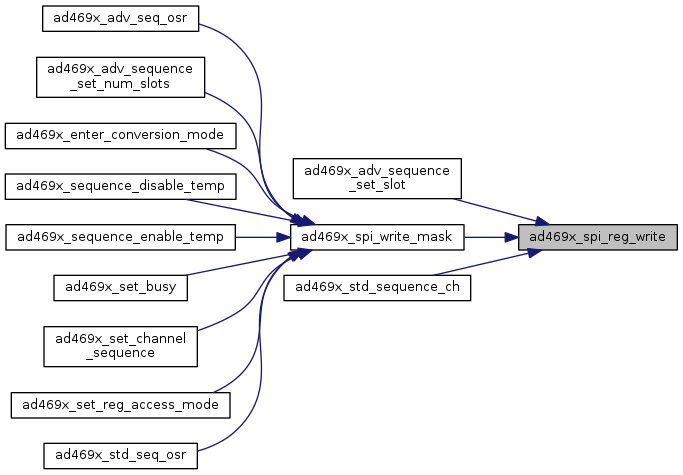 ad469x_adv_seq_osr
ad469x_adv_sequence
_set_num_slots
ad469x_enter_conversion_mode
ad469x_sequence_disable_temp
ad469x_sequence_enable_temp
ad469x_set_busy
ad469x_set_channel
_sequence
ad469x_set_reg_access_mode
ad469x_std_seq_osr
ad469x_adv_sequence
_set_slot
ad469x_spi_write_mask
ad469x_std_sequence_ch
ad469x_spi_reg_write